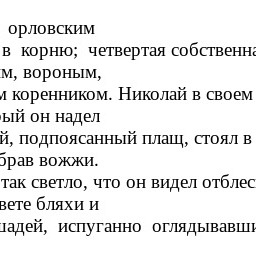 орловским
в корню; четвертая собственна
м, вороным,
м коренником. Николай в своем
ый он надел
й, подпоясанный плащ, стоял в
брав вожжи.
так светло, что он видел отблес
вете бляхи и
шадей, испуганно оглядывавши